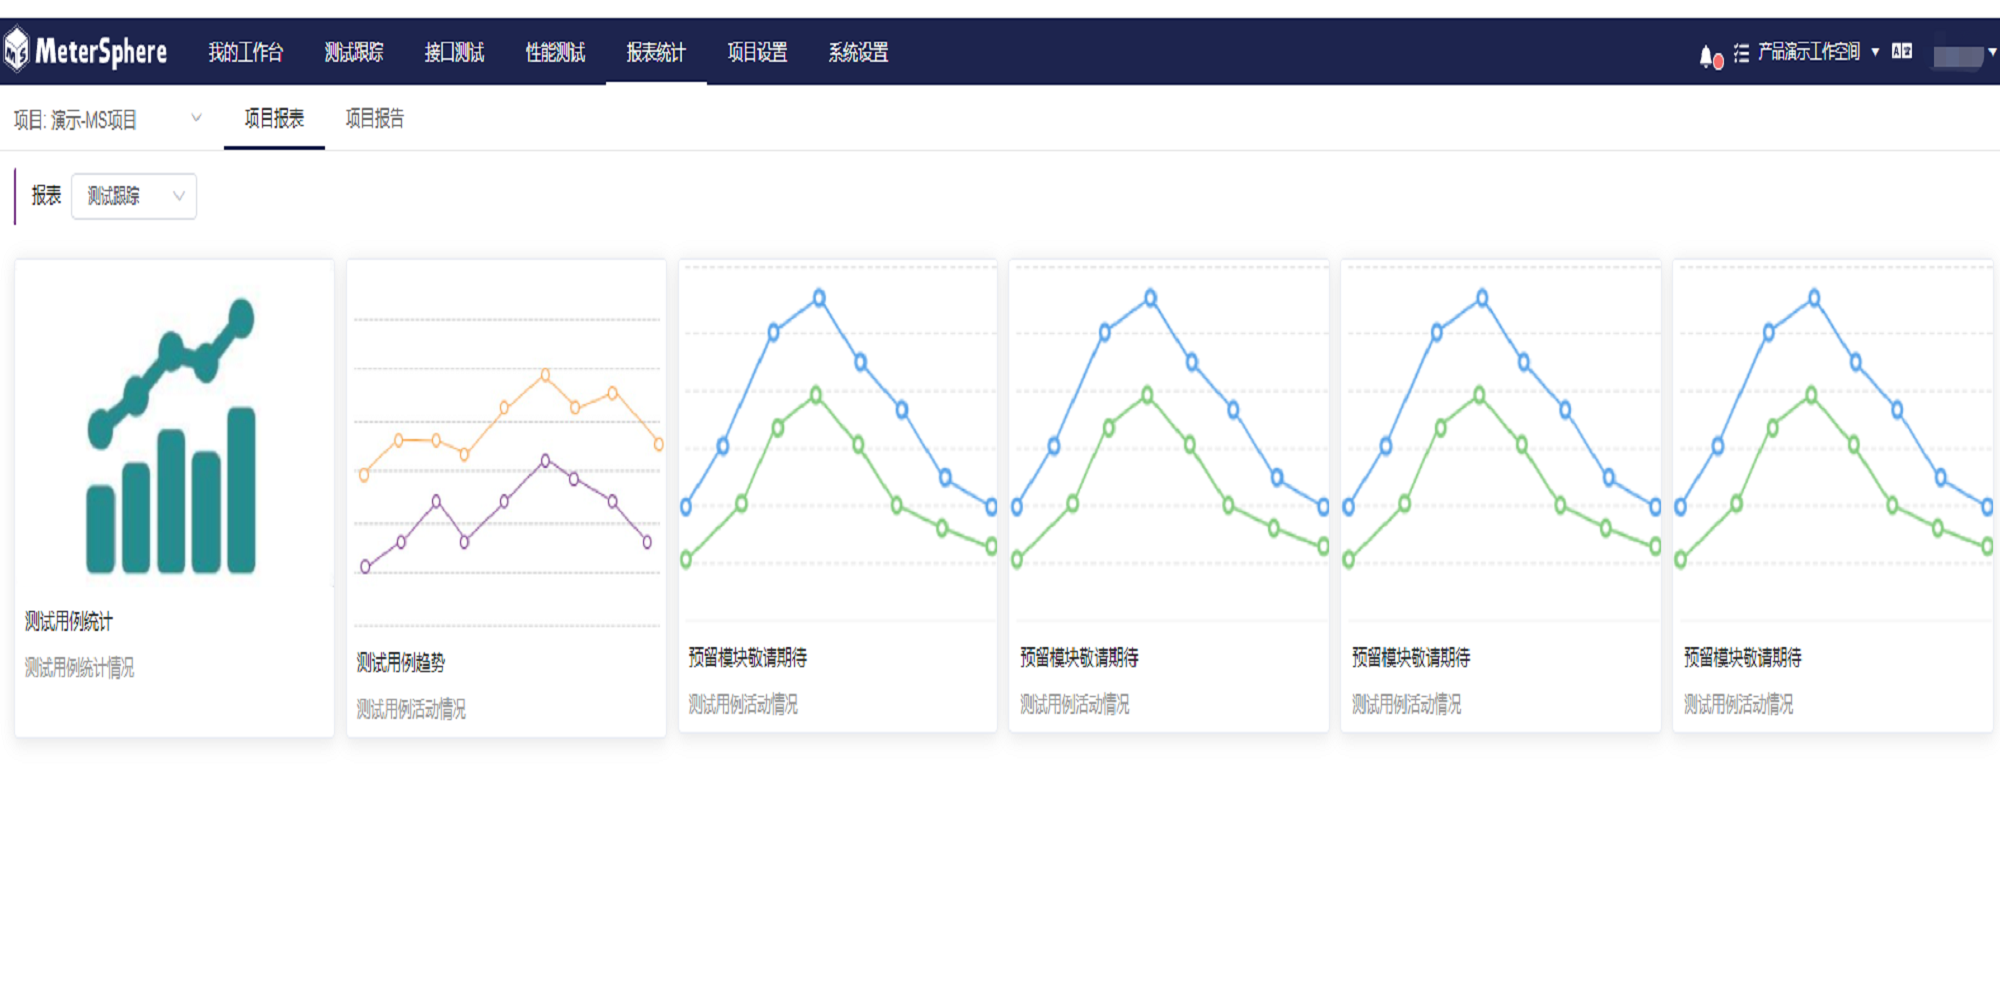 MeterSphere 我的工作台 测试跟踪 接口测试 性能测试 报表统计 项目设置 系统设置 产品演示工作空间
项目: 演示-MS项目 项目报表 项目报告
报表 测试跟踪
测试用例统计
测试用例统计情况
测试用例趋势
测试用例活动情况
预留模块敬请期待
测试用例活动情况
预留模块敬请期待
测试用例活动情况
预留模块敬请期待
测试用例活动情况
预留模块敬请期待
测试用例活动情况